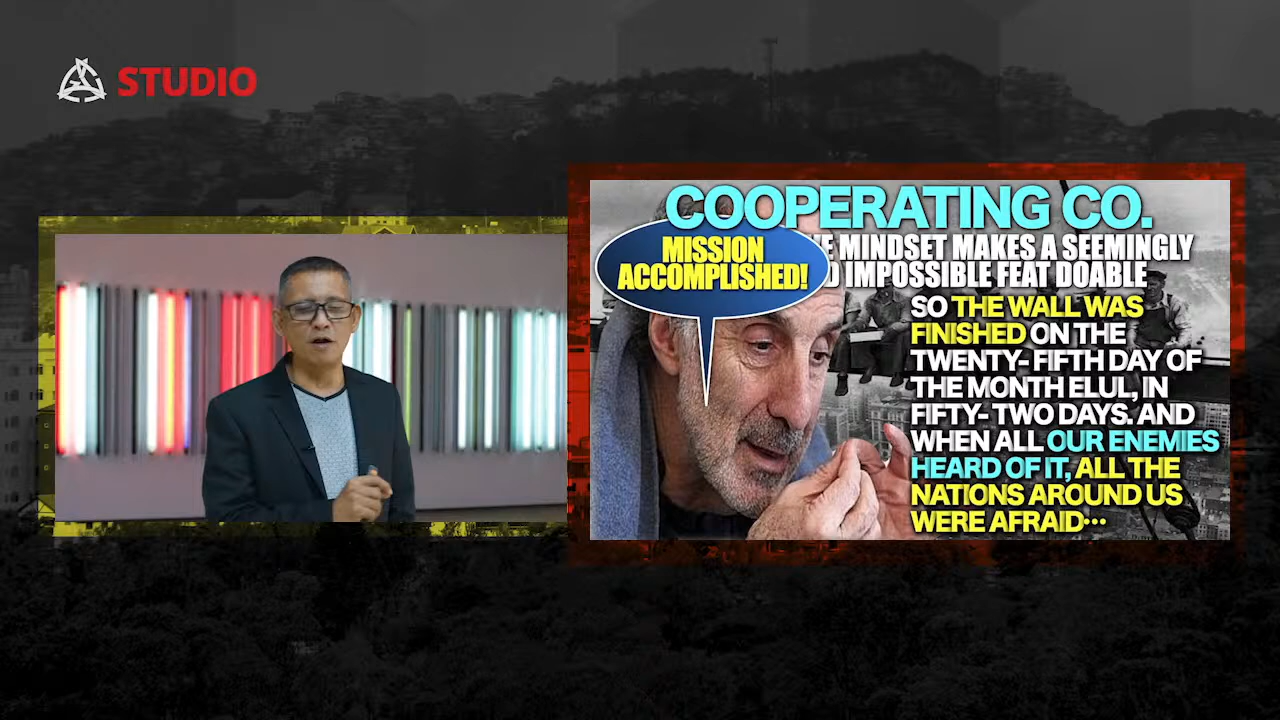 STUDIO
COOPERATING CO.
MISSION
ACCOMPLISHED!
MINDSET MAKES A SEEMINGLY
IMPOSSIBLE FEAT DOABLE
SO THE WALL WAS
FINISHED ON THE
TWENTY- FIFTH DAY OF
THE MONTH ELUL, IN
FIFTY- TWO DAYS. AND
WHEN ALL OUR ENEMIES
HEARD OF IT, ALL THE
NATIONS AROUND US
WERE AFRAID···